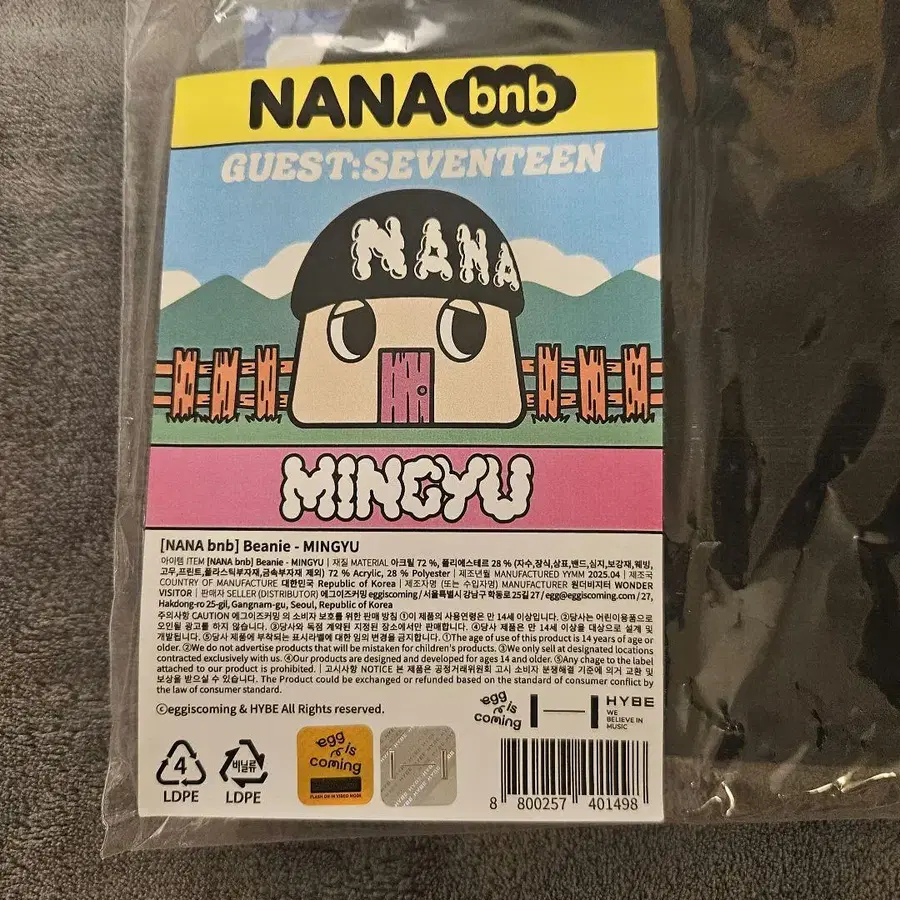 NANA bnb
GUEST:SEVENTEEN
NANA
MINGYU
[NANA bnb] Beanie - MINGYU
아이템 ITEM [NANA bnb] Beanie - MINGYU | 재질 MATERIAL 아크릴 72 %, 폴리에스테르 28 % (자수,장식,상표,밴드,심지,보강재,웨빙,
고무,프린트,플라스틱부자재,금속부자재 제외) 72 % Acrylic, 28 % Polyester | 제조년월 MANUFACTURED YYMM 2025.04 | 제조국
COUNTRY OF MANUFACTURE 대한민국 Republic of Korea | 제조자명 (또는 수입자명) MANUFACTURER 원더비지터 WONDER
VISITOR | 판매자 SELLER (DISTRIBUTOR) 에그이즈커밍 eggiscoming / 서울특별시 강남구 학동로 25길 27 / egg@eggiscoming.com / 27,
Hakdong-ro 25-gil, Gangnam-gu, Seoul, Republic of Korea
주의사항 CAUTION 에그이즈커밍 의 소비자 보호를 위한 판매 방침 ①이 제품의 사용연령은 만 14세 이상입니다. ②당사는 어린이용품으로
오인될 광고를 하지 않습니다. ③당사와 독점 계약된 지정된 장소에서만 판매합니다. ④당사 제품은 만 14세 이상을 대상으로 설계 및
개발됩니다. ⑤당사 제품에 부착되는 표시라벨에 대한 임의 변경을 금지합니다. ①The age of use of this product is 14 years of age or
older. ②We do not advertise products that will be mistaken for children's products. ③We only sell at designated locations
contracted exclusively with us. ④Our products are designed and developed for ages 14 and older. ⑤Any chage to the label
attached to our product is prohibited. | 고시사항 NOTICE 본 제품은 공정거래위원회 고시 소비자 분쟁해결 기준에 의거 교환 및
보상을 받으실 수 있습니다. The Product could be exchanged or refunded based on the standard of consumer conflict by
the law of consumer standard.
ⓒeggiscoming & HYBE All Rights reserved.
egg is coming
HYBE
WE
BELIEVE IN
MUSIC
4
LDPE
비닐류
LDPE
egg
is
coming
8 800257 401498